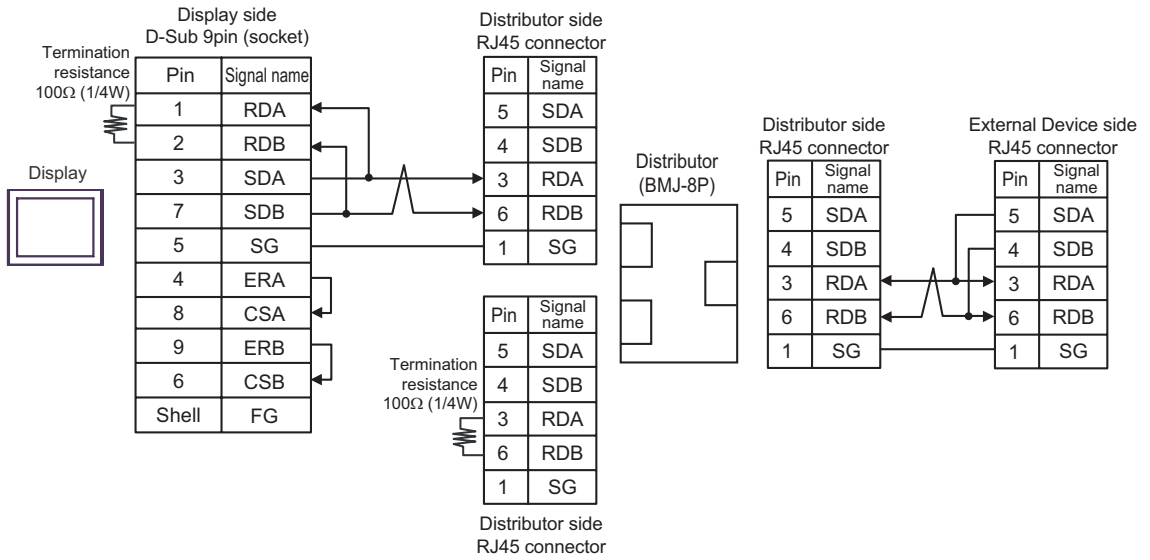 Display side
D-Sub 9pin (socket)
Termination
resistance
100Ω (1/4W)
Pin Signal name
1 RDA
2 RDB
3 SDA
7 SDB
5 SG
4 ERA
8 CSA
9 ERB
6 CSB
Shell FG
Display
Distributor side
RJ45 connector
Pin Signal name
5 SDA
4 SDB
3 RDA
6 RDB
1 SG
Termination
resistance
100Ω (1/4W)
Pin Signal name
5 SDA
4 SDB
3 RDA
6 RDB
1 SG
Distributor side
RJ45 connector
Distributor
(BMJ-8P)
Distributor side
RJ45 connector
Pin Signal name
5 SDA
4 SDB
3 RDA
6 RDB
1 SG
External Device side
RJ45 connector
Pin Signal name
5 SDA
4 SDB
3 RDA
6 RDB
1 SG